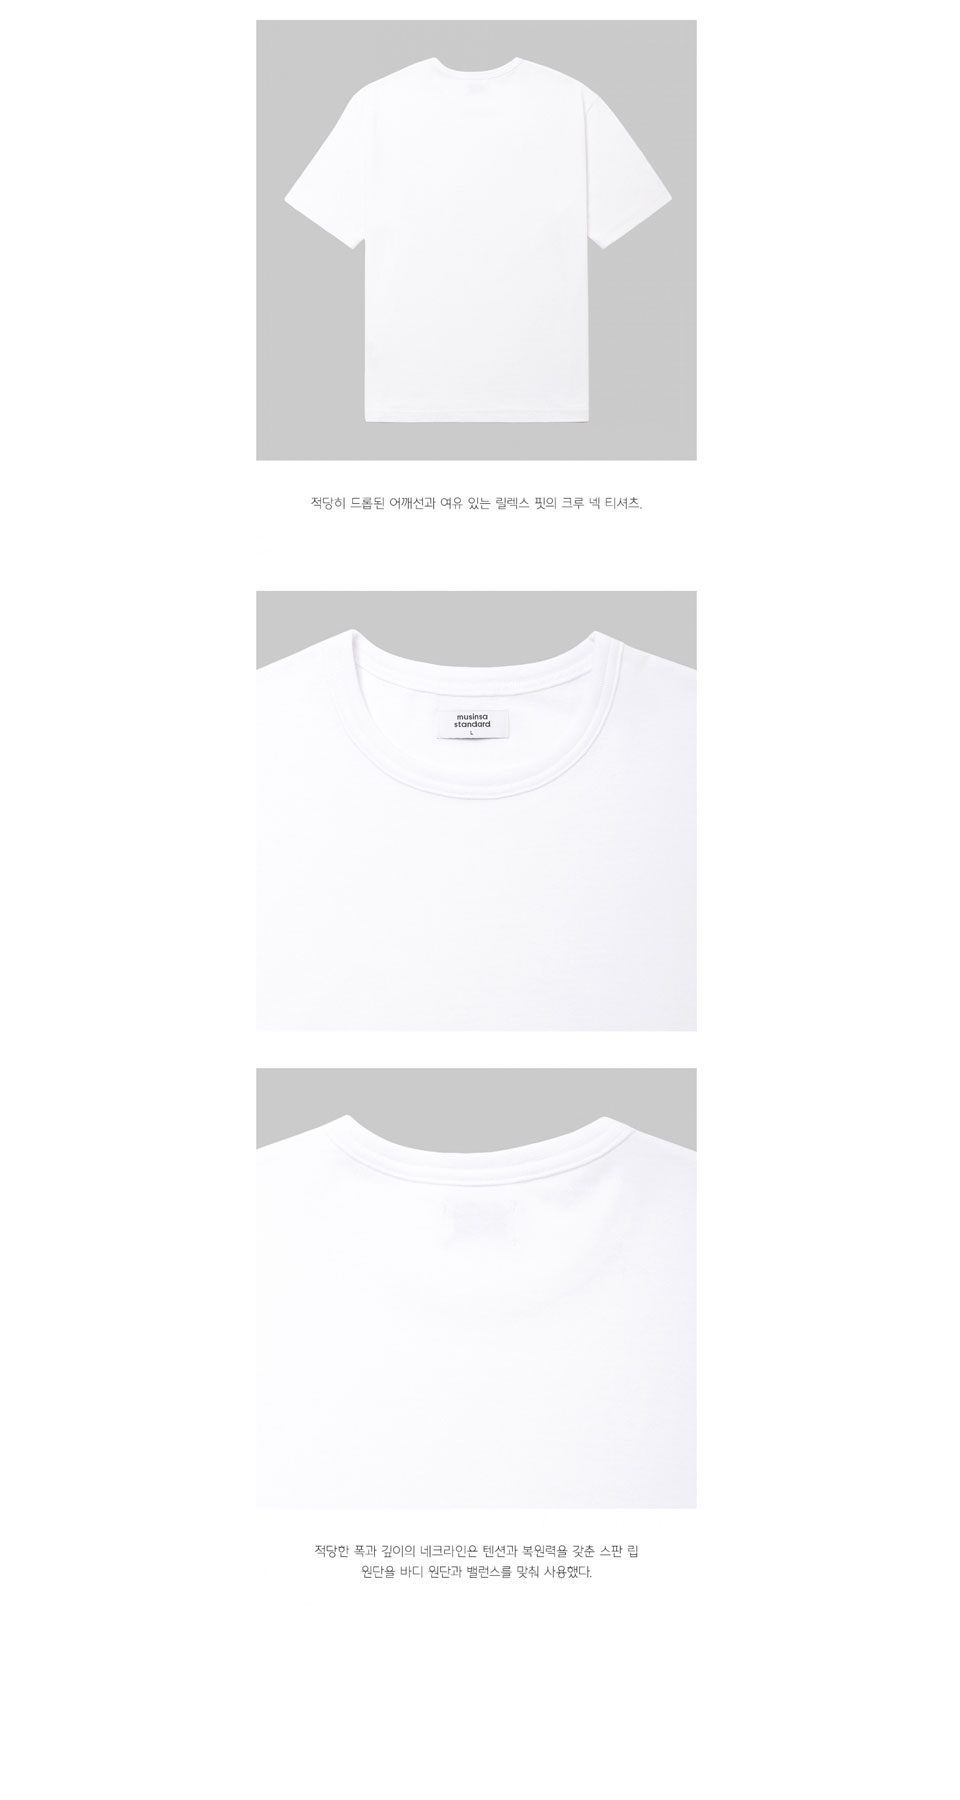 적당히 드롭된 어깨선과 여유 있는 릴렉스 핏의 크루 넥 티셔츠.
musinsa
standard
L
적당한 폭과 깊이의 네크라인은 텐션과 복원력을 갖춘 스판 립
원단을 바디 원단과 밸런스를 맞춰 사용했다.